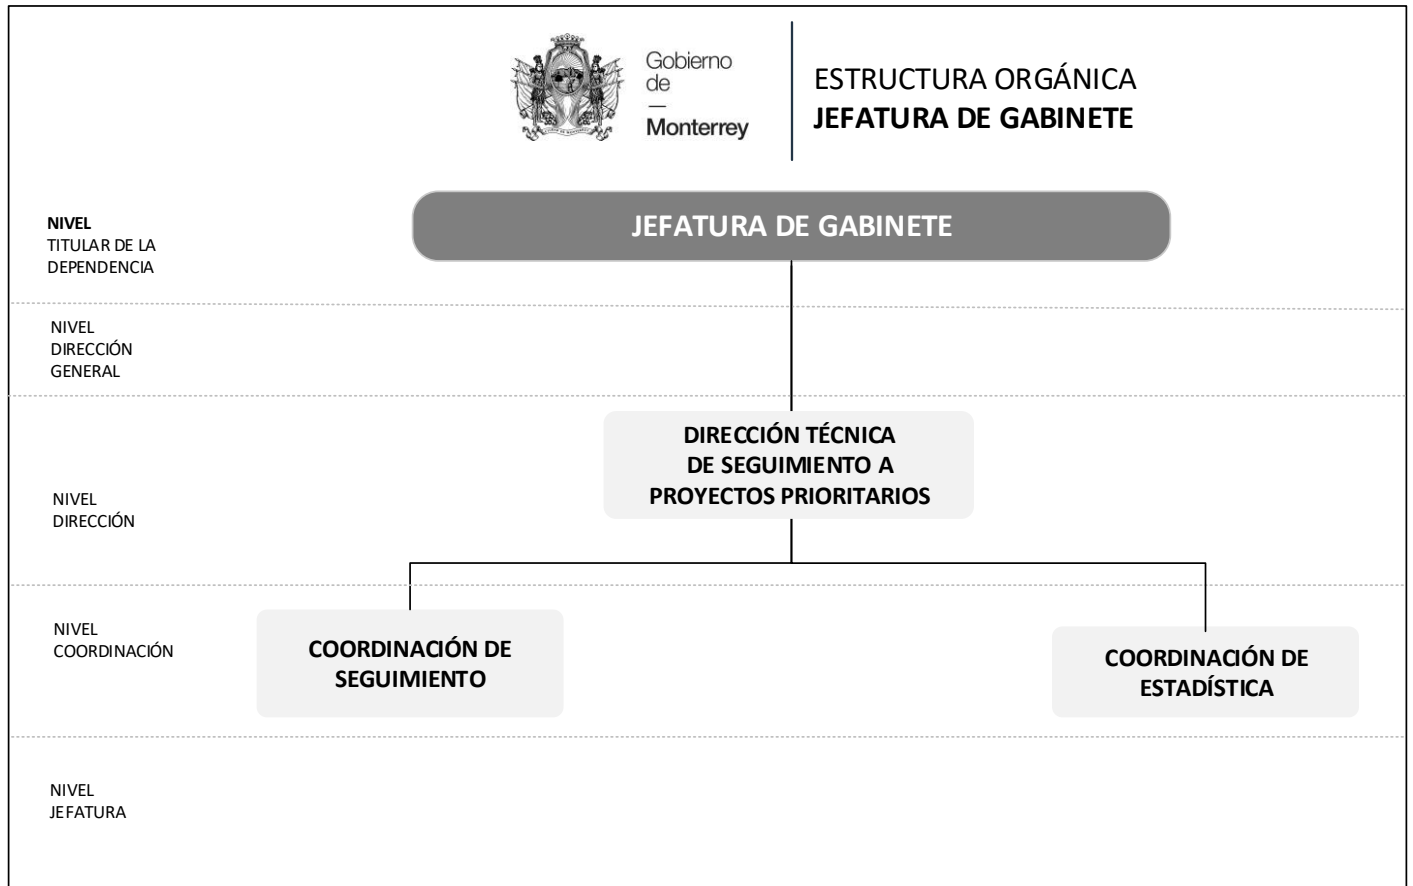 Gobierno
de
—
Monterrey
ESTRUCTURA ORGÁNICA
JEFATURA DE GABINETE
NIVEL
TITULAR DE LA
DEPENDENCIA
JEFATURA DE GABINETE
NIVEL
DIRECCIÓN
GENERAL
NIVEL
DIRECCIÓN
DIRECCIÓN TÉCNICA
DE SEGUIMIENTO A
PROYECTOS PRIORITARIOS
NIVEL
COORDINACIÓN
COORDINACIÓN DE
SEGUIMIENTO
COORDINACIÓN DE
ESTADÍSTICA
NIVEL
JEFATURA